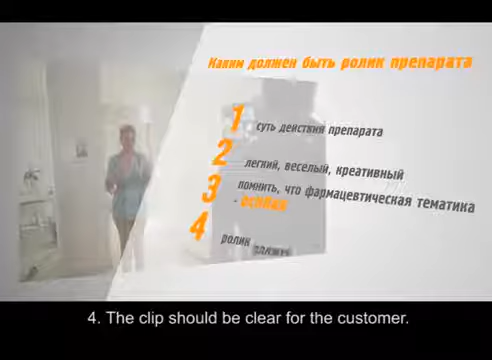 Каким должен быть ролик препарата
1 суть действия препарата
2 легкий, веселый, креативный
3 помнить, что фармацевтическая тематика
-
4 ролик должен
4. The clip should be clear for the customer.